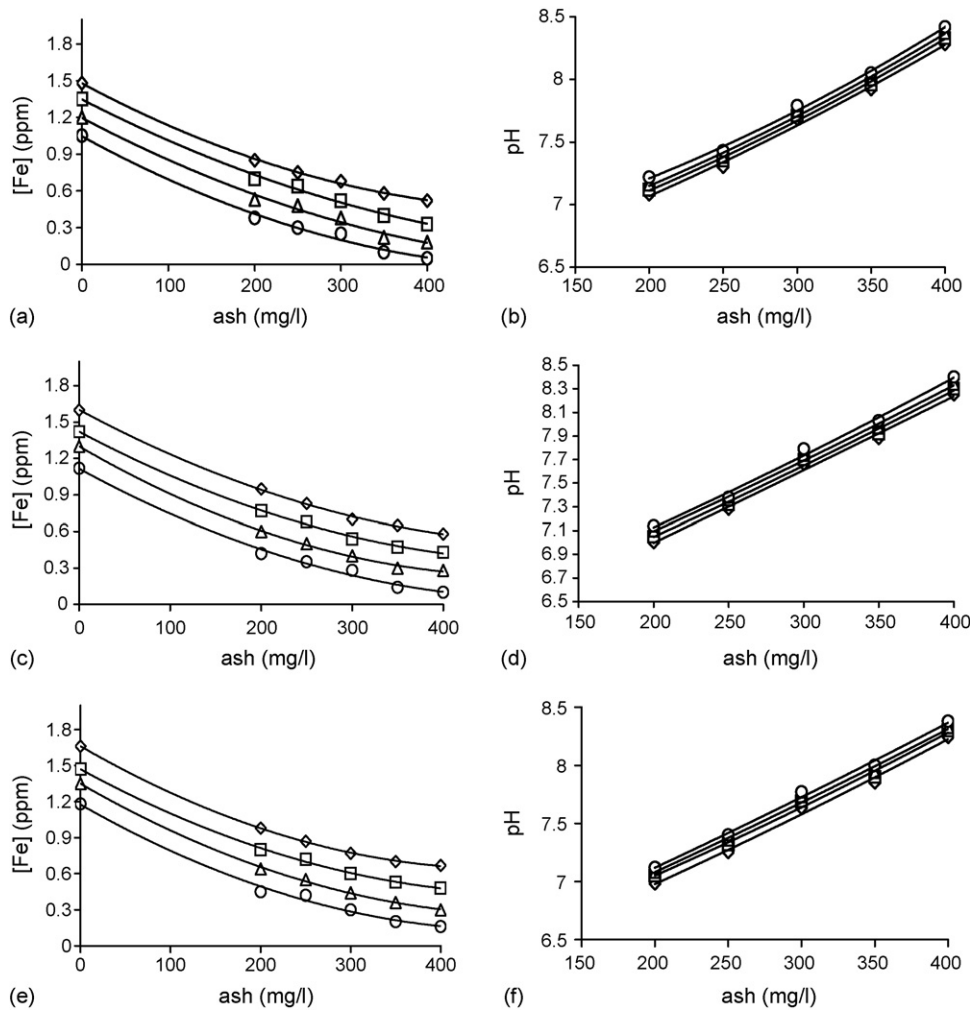 [Fe] (ppm)
1.8
1.5
1.2
0.9
0.6
0.3
0
0 100 200 300 400
ash (mg/l)
(a)
pH
8.5
8
7.5
7
6.5
150 200 250 300 350 400
ash (mg/l)
(b)
[Fe] (ppm)
1.8
1.5
1.2
0.9
0.6
0.3
0
0 100 200 300 400
ash (mg/l)
(c)
pH
8.5
8.3
8.1
7.9
7.7
7.5
7.3
7.1
6.9
6.7
6.5
150 200 250 300 350 400
ash (mg/l)
(d)
[Fe] (ppm)
1.8
1.5
1.2
0.9
0.6
0.3
0
0 100 200 300 400
ash (mg/l)
(e)
pH
8.5
8
7.5
7
6.5
150 200 250 300 350 400
ash (mg/l)
(f)